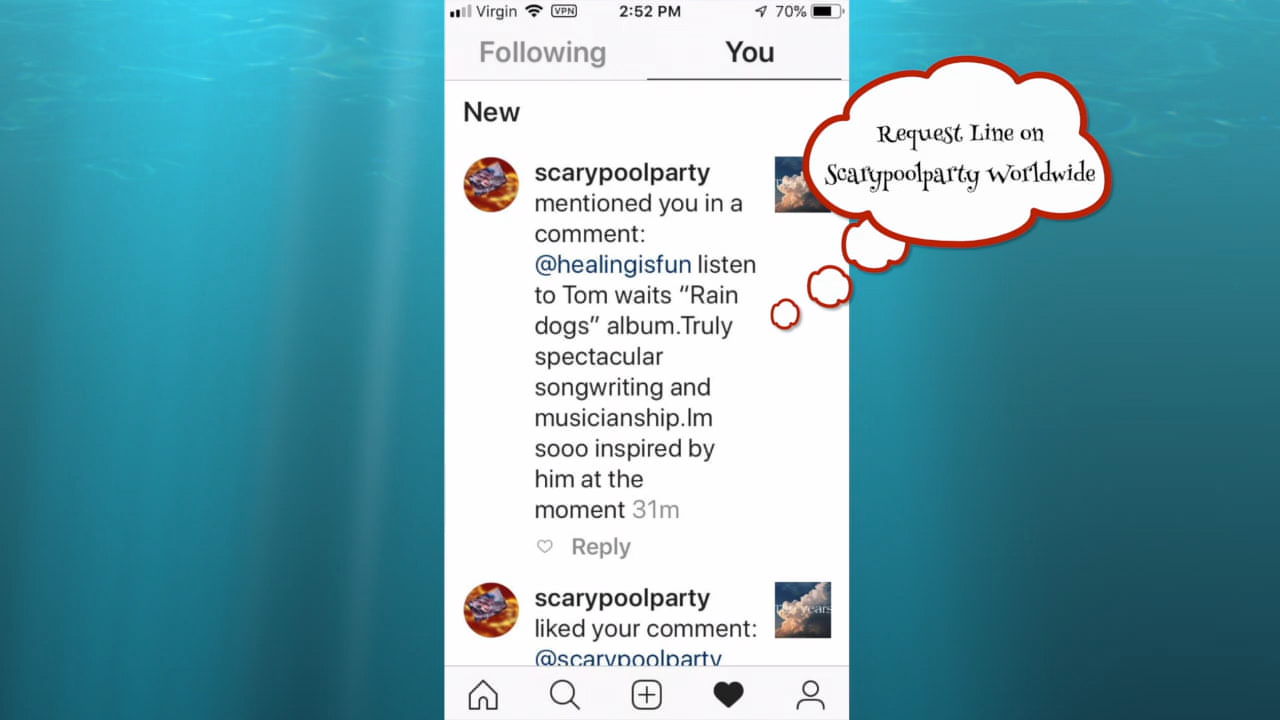 Virgin VPN 2:52 PM 70%
Following You
New
Request Line on
Scarypoolparty Worldwide
scarypoolparty
mentioned you in a
comment:
@healingisfun listen
to Tom waits “Rain
dogs” album.Truly
spectacular
songwriting and
musicianship.Im
sooo inspired by
him at the
moment 31m
Reply
scarypoolparty
liked your comment:
@scarypoolparty